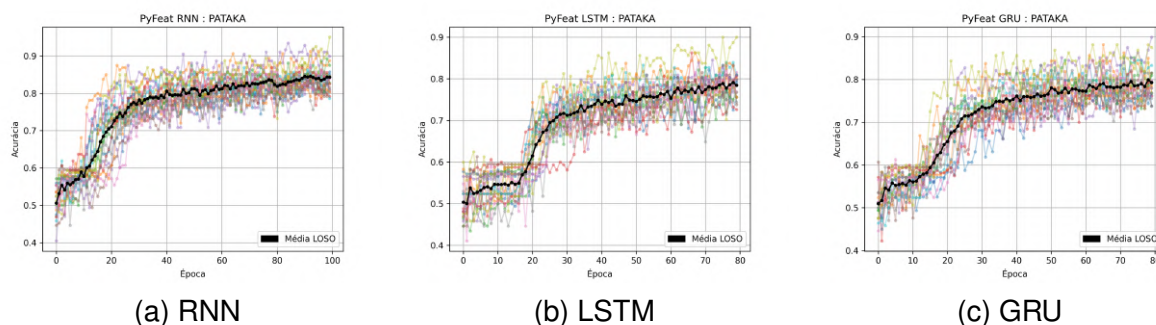 PyFeat RNN : PATAKA
Acurácia
0.9
0.8
0.7
0.6
0.5
0.4
0 20 40 60 80 100
Época
Média LOSO
(a) RNN
PyFeat LSTM : PATAKA
Acurácia
0.9
0.8
0.7
0.6
0.5
0.4
0 10 20 30 40 50 60 70 80
Época
Média LOSO
(b) LSTM
PyFeat GRU : PATAKA
Acurácia
0.9
0.8
0.7
0.6
0.5
0.4
0 10 20 30 40 50 60 70 80
Época
Média LOSO
(c) GRU